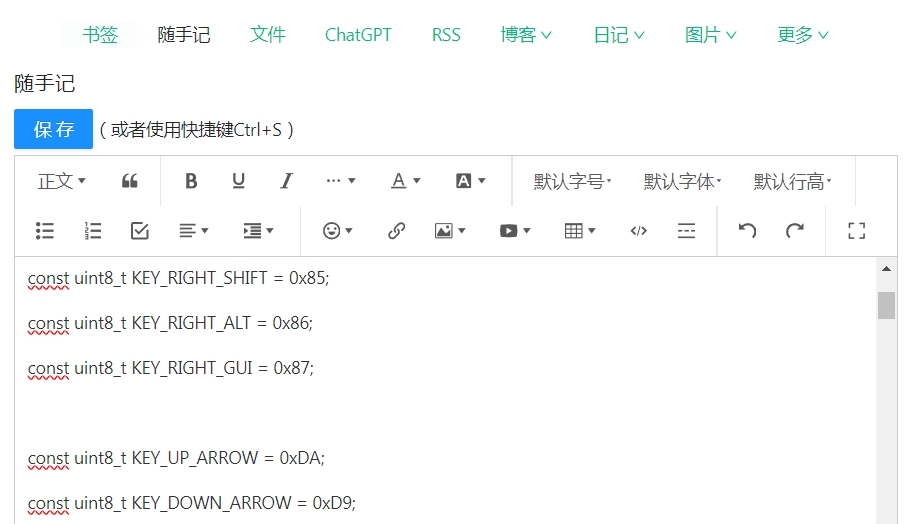 书签 随手记 文件 ChatGPT RSS 博客 日记 图片 更多
随手记
保存 (或者使用快捷键Ctrl+S)
正文 B U I ... A A 默认字号 默认字体 默认行高
const uint8_t KEY_RIGHT_SHIFT = 0x85;
const uint8_t KEY_RIGHT_ALT = 0x86;
const uint8_t KEY_RIGHT_GUI = 0x87;
const uint8_t KEY_UP_ARROW = 0xDA;
const uint8_t KEY_DOWN_ARROW = 0xD9;